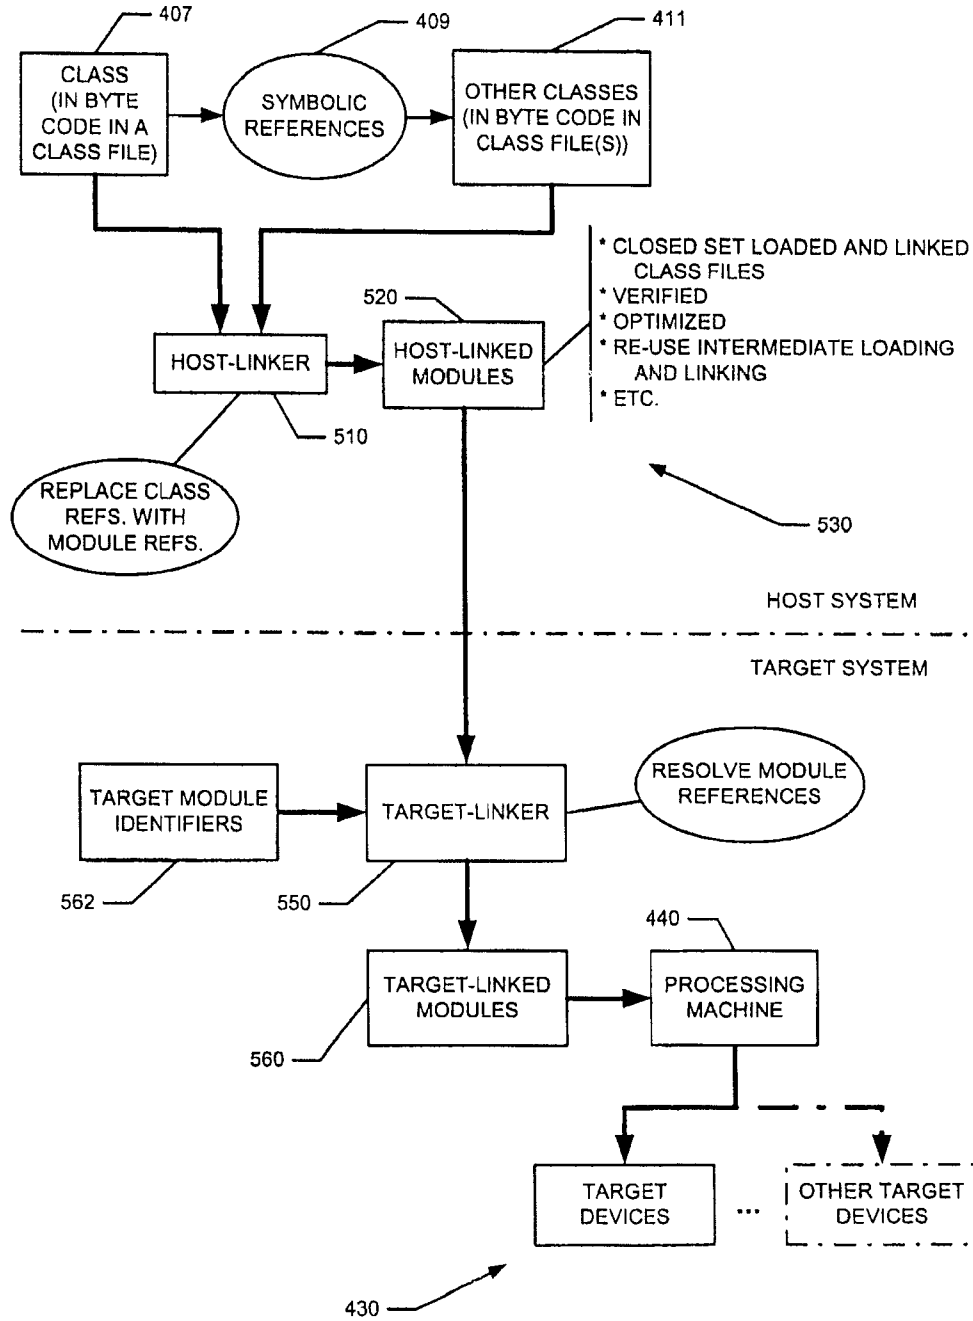 407
409
411
CLASS
(IN BYTE
CODE IN A
CLASS FILE)
SYMBOLIC
REFERENCES
OTHER CLASSES
(IN BYTE CODE IN
CLASS FILE(S))
* CLOSED SET LOADED AND LINKED
CLASS FILES
* VERIFIED
* OPTIMIZED
* RE-USE INTERMEDIATE LOADING
AND LINKING
* ETC.
520
HOST-LINKER
HOST-LINKED
MODULES
510
REPLACE CLASS
REFS. WITH
MODULE REFS.
530
HOST SYSTEM
TARGET SYSTEM
TARGET MODULE
IDENTIFIERS
TARGET-LINKER
RESOLVE MODULE
REFERENCES
562
550
440
TARGET-LINKED
MODULES
PROCESSING
MACHINE
560
TARGET
DEVICES
...
OTHER TARGET
DEVICES
430